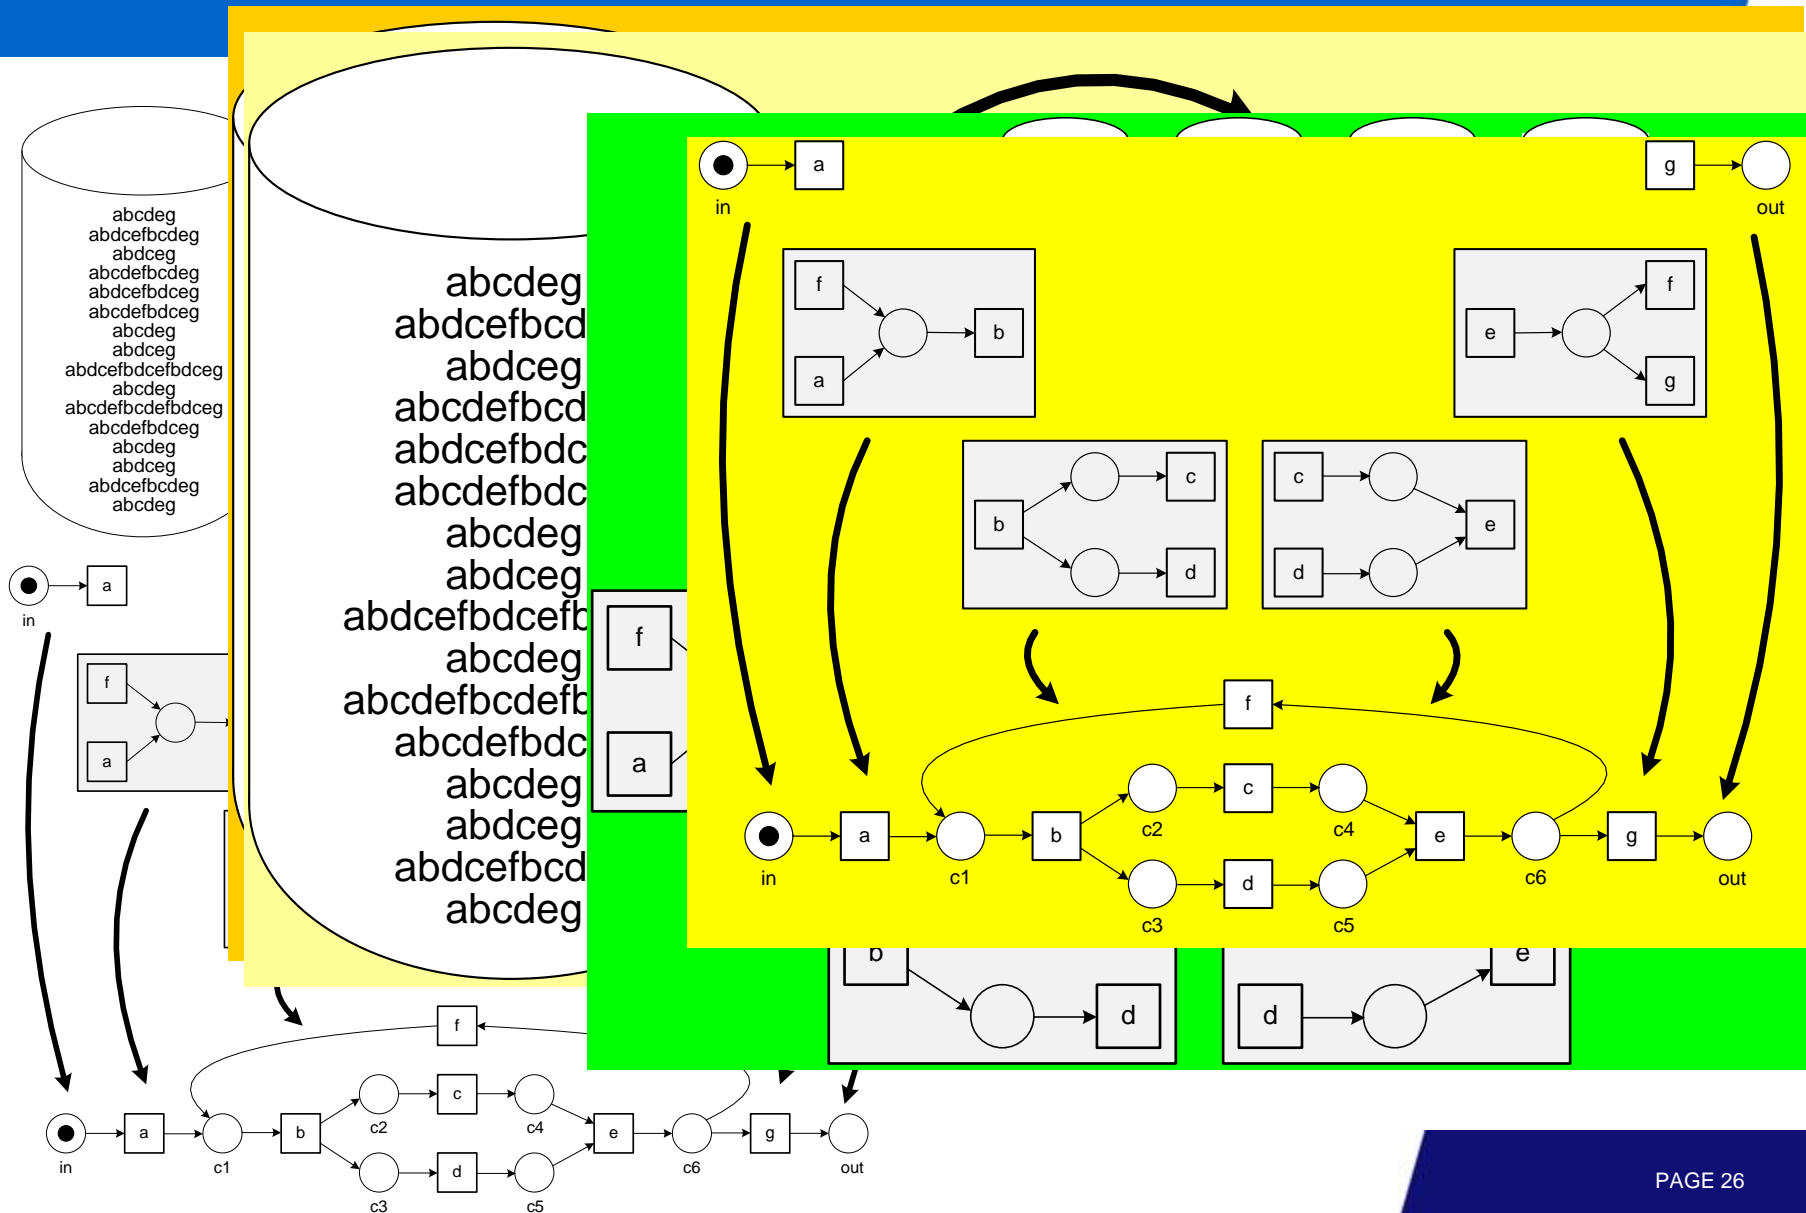 abcdeg
abdcefbcdeg
abdceg
abcdefbcdeg
abdcefbdceg
abcdefbdceg
abcdeg
abdceg
abdcefbdcefbdceg
abcdeg
abcdefbcdefbdceg
abcdefbdceg
abcdeg
abdceg
abdcefbcdeg
abcdeg
a
in
f
a
f
c
a
b
e
g
c2
c4
in
c1
d
c6
out
c3
c5
abcdeg
abdcefbcd
abdceg
abcdefbcd
abdcefbdc
abcdefbdc
abcdeg
abdceg
abdcefbdcefb
abcdeg
abcdefbcdefb
abcdefbdc
abcdeg
abdceg
abdcefbcd
abcdeg
f
a
b
e
d
d
a
g
in
out
f
b
a
f
e
g
c
b
d
c
e
d
f
c
c2
c4
a
b
e
g
in
c1
d
c6
out
c3
c5
PAGE 26